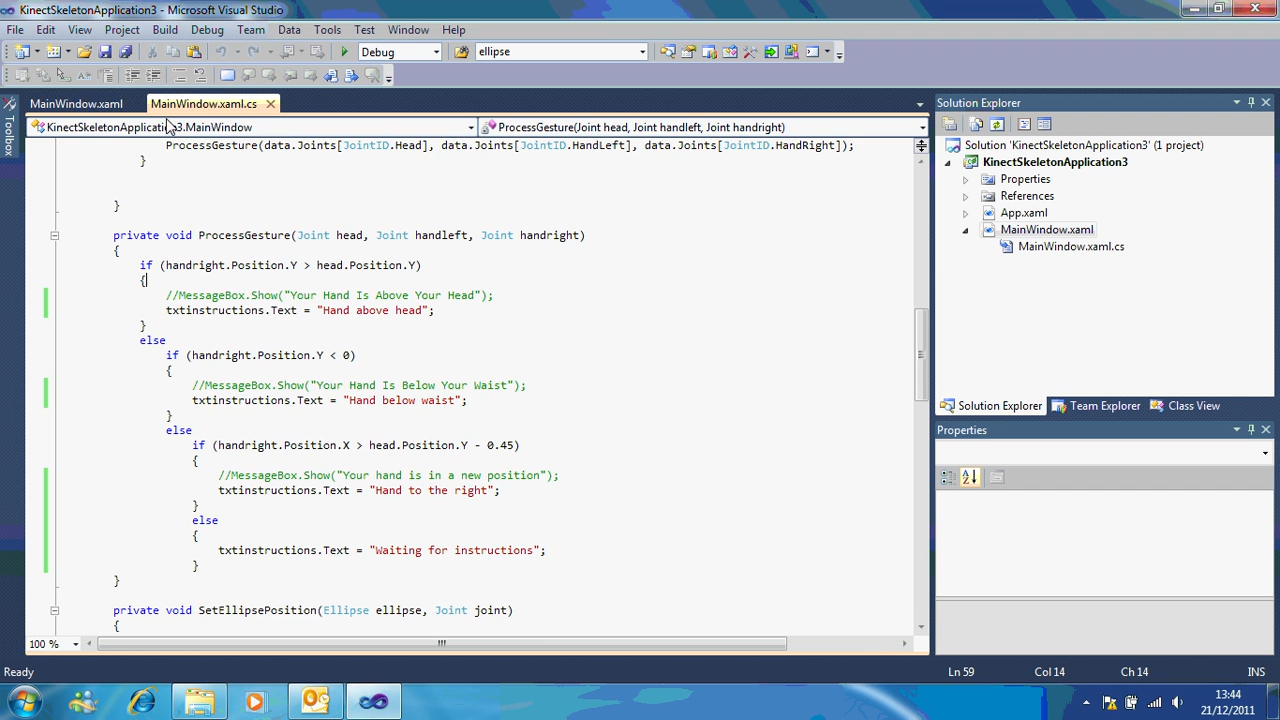 KinectSkeletonApplication3 - Microsoft Visual Studio
File Edit View Project Build Debug Team Data Tools Test Window Help
Debug ellipse
MainWindow.xaml MainWindow.xaml.cs
KinectSkeletonApplication3.MainWindow ProcessGesture(Joint head, Joint handleft, Joint handright)
Toolbox
ProcessGesture(data.Joints[JointID.Head], data.Joints[JointID.HandLeft], data.Joints[JointID.HandRight]);
}
}
private void ProcessGesture(Joint head, Joint handleft, Joint handright)
{
if (handright.Position.Y > head.Position.Y)
{
//MessageBox.Show("Your Hand Is Above Your Head");
txtinstructions.Text = "Hand above head";
}
else
if (handright.Position.Y < 0)
{
//MessageBox.Show("Your Hand Is Below Your Waist");
txtinstructions.Text = "Hand below waist";
}
else
if (handright.Position.X > head.Position.Y - 0.45)
{
//MessageBox.Show("Your hand is in a new position");
txtinstructions.Text = "Hand to the right";
}
else
{
txtinstructions.Text = "Waiting for instructions";
}
}
private void SetEllipsePosition(Ellipse ellipse, Joint joint)
{
100 %
Solution Explorer
Solution 'KinectSkeletonApplication3' (1 project)
KinectSkeletonApplication3
Properties
References
App.xaml
MainWindow.xaml
MainWindow.xaml.cs
Solution Explorer Team Explorer Class View
Properties
Ready Ln 59 Col 14 Ch 14 INS
13:44
21/12/2011